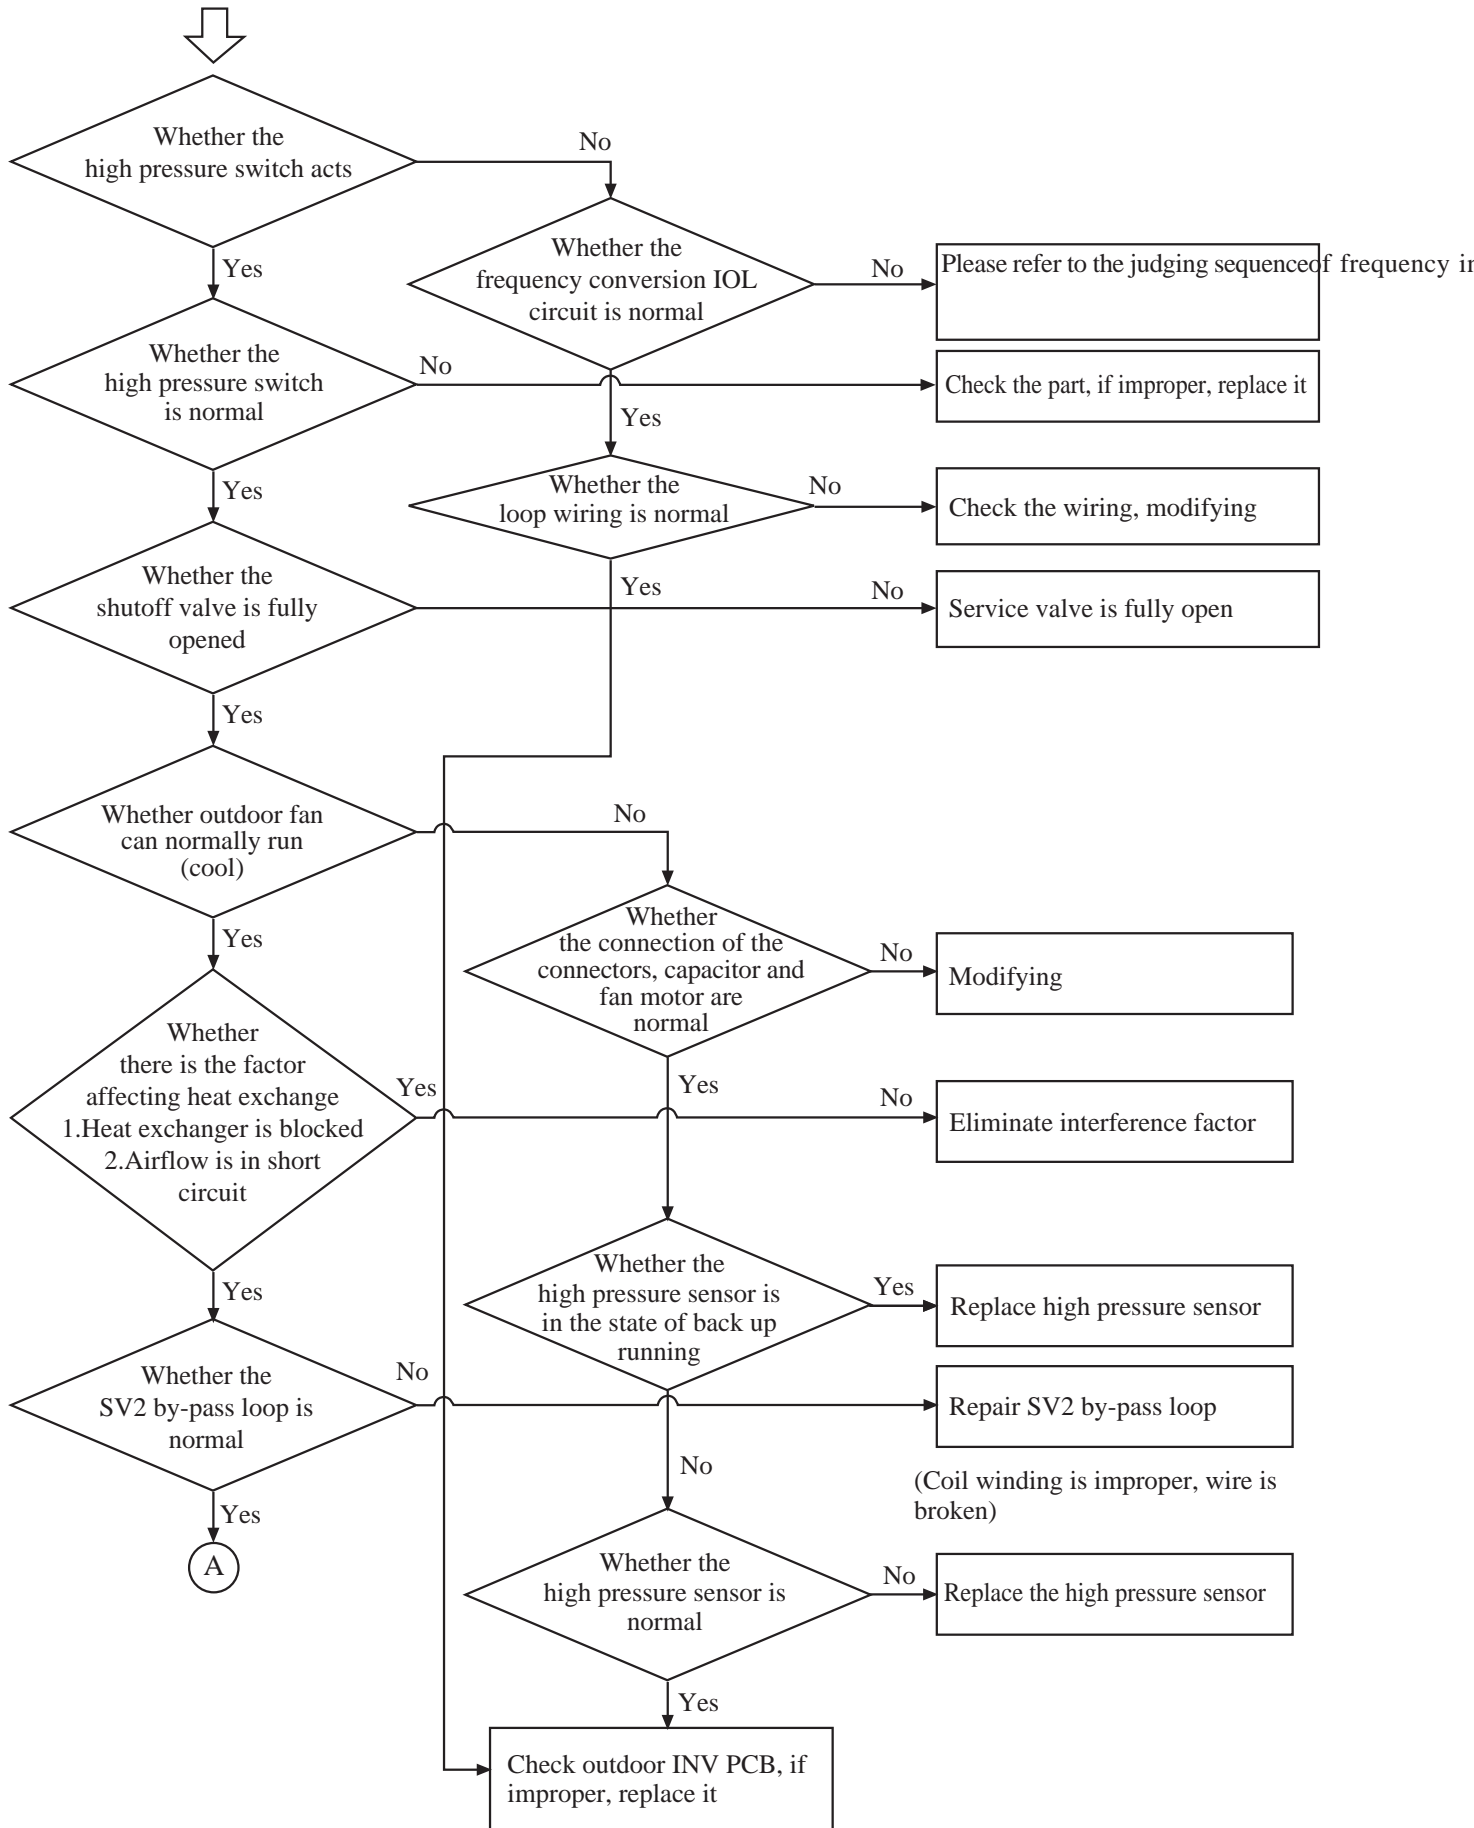 Whether the
high pressure switch acts
No
Yes
Whether the
frequency conversion IOL
circuit is normal
No
Please refer to the judging sequenceof frequency
Whether the
high pressure switch
is normal
No
Check the part, if improper, replace it
Yes
Yes
Whether the
loop wiring is normal
No
Check the wiring, modifying
Whether the
shutoff valve is fully
opened
Yes
No
Service valve is fully open
Yes
Whether outdoor fan
can normally run
(cool)
No
Yes
Whether
the connection of the
connectors, capacitor and
fan motor are
normal
No
Modifying
Whether
there is the factor
affecting heat exchange
1.Heat exchanger is blocked
2.Airflow is in short
circuit
Yes
Yes
No
Eliminate interference factor
Yes
Whether the
high pressure sensor is
in the state of back up
running
Yes
Replace high pressure sensor
Whether the
SV2 by-pass loop is
normal
No
Repair SV2 by-pass loop
(Coil winding is improper, wire is
broken)
No
Yes
A
Whether the
high pressure sensor is
normal
No
Replace the high pressure sensor
Yes
Check outdoor INV PCB, if
improper, replace it